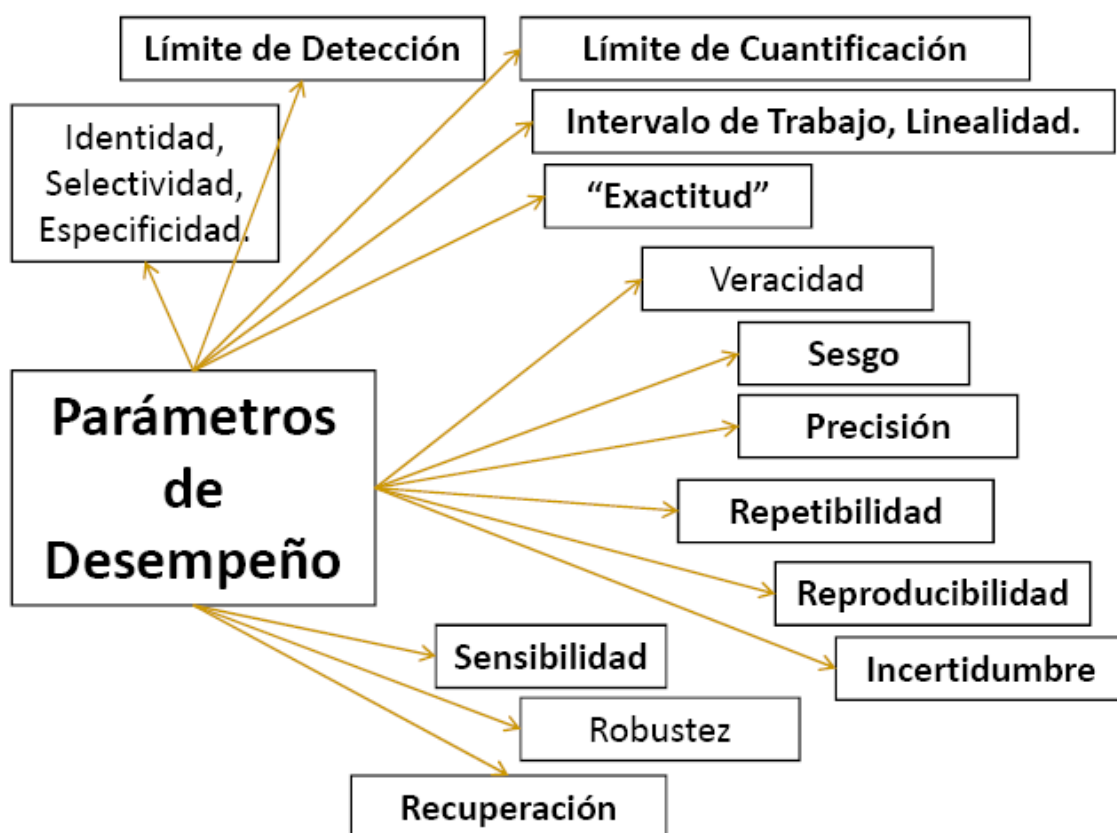 Límite de Detección
Límite de Cuantificación
Identidad,
Selectividad,
Especificidad.
Intervalo de Trabajo, Linealidad.
“Exactitud”
Veracidad
Sesgo
Parámetros
de
Desempeño
Precisión
Repetibilidad
Reproducibilidad
Sensibilidad
Incertidumbre
Robustez
Recuperación